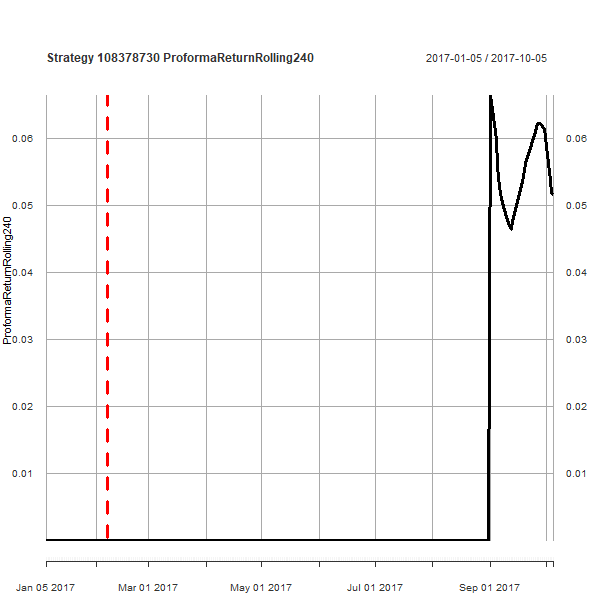 Strategy 108378730 ProformaReturnRolling240
2017-01-05 / 2017-10-05
ProformaReturnRolling240
0.06
0.05
0.04
0.03
0.02
0.01
0.06
0.05
0.04
0.03
0.02
0.01
Jan 05 2017
Mar 01 2017
May 01 2017
Jul 01 2017
Sep 01 2017